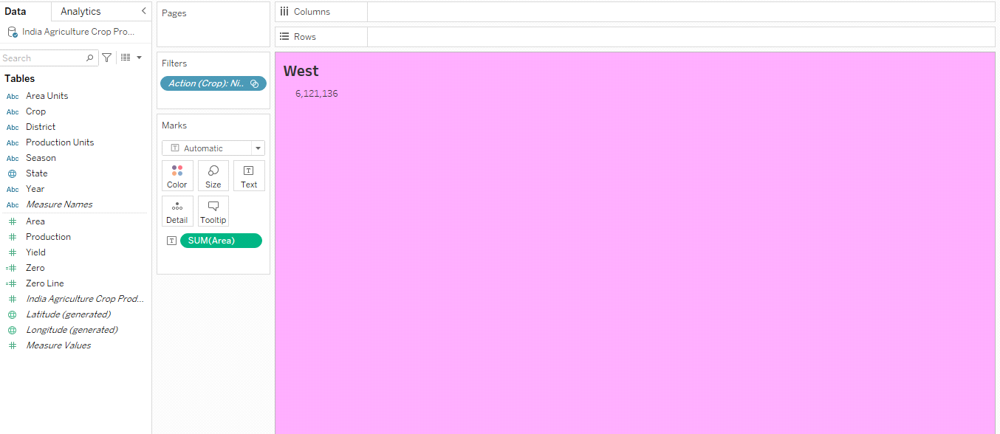 Data
Analytics
India Agriculture Crop Pro...
Search
Tables
Abc Area Units
Abc Crop
Abc District
Abc Production Units
Abc Season
State
Abc Year
Abc Measure Names
Area
Production
Yield
Zero
Zero Line
India Agriculture Crop Prod...
Latitude (generated)
Longitude (generated)
Measure Values
Pages
Filters
Action (Crop): Ni..
Marks
Automatic
Color Size Text
Detail Tooltip
SUM(Area)
Columns
Rows
West
6,121,136